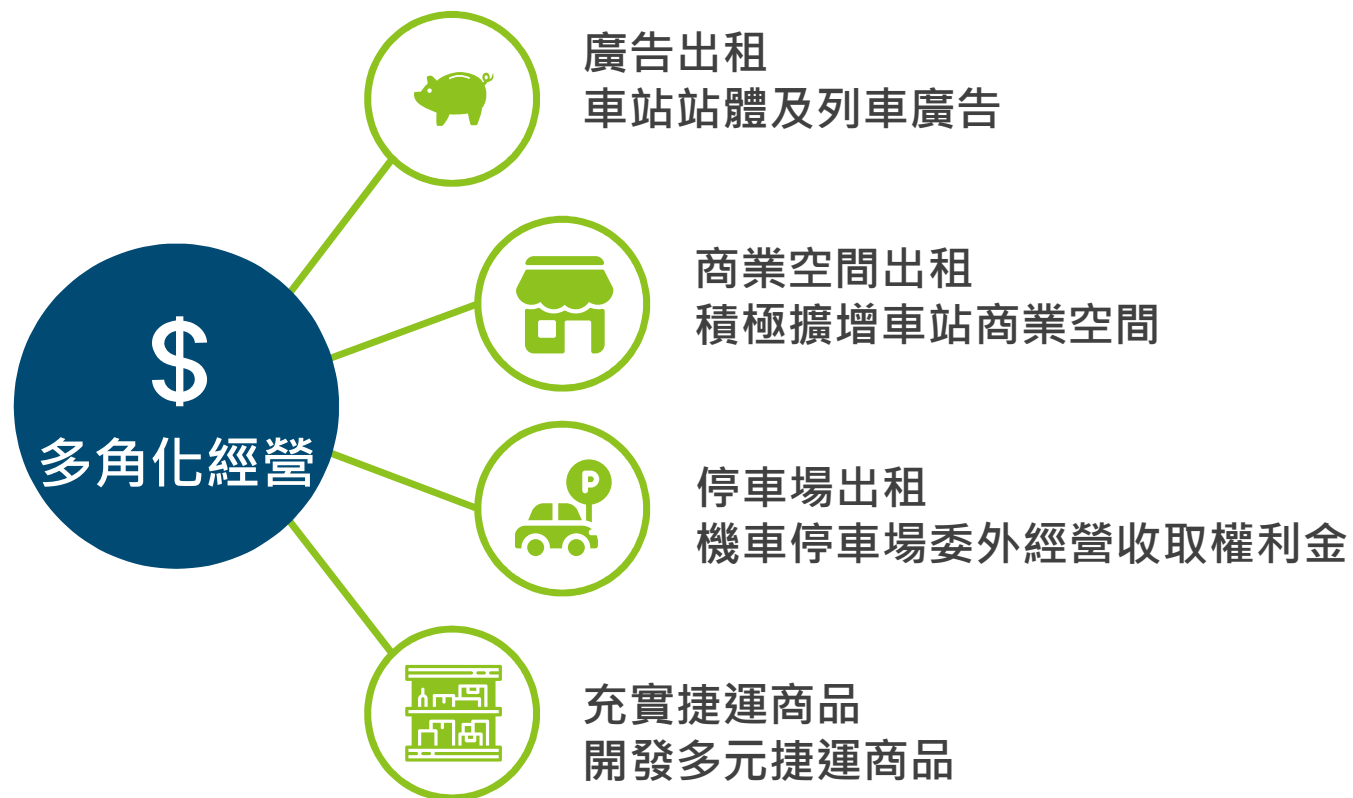 廣告出租
車站站體及列車廣告
商業空間出租
積極擴增車站商業空間
$
多角化經營
P
停車場出租
機車停車場委外經營收取權利金
充實捷運商品
開發多元捷運商品